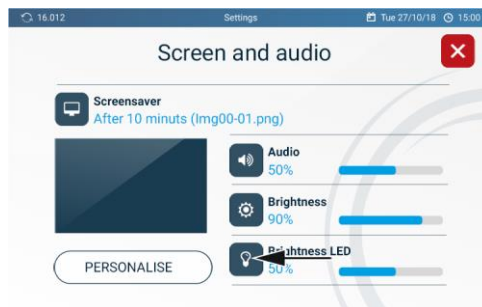 16.012 Settings Tue 27/10/18 15:00
Screen and audio
Screensaver
After 10 minuts (Img00-01.png)
Audio
50%
Brightness
90%
Brightness LED
50%
PERSONALISE